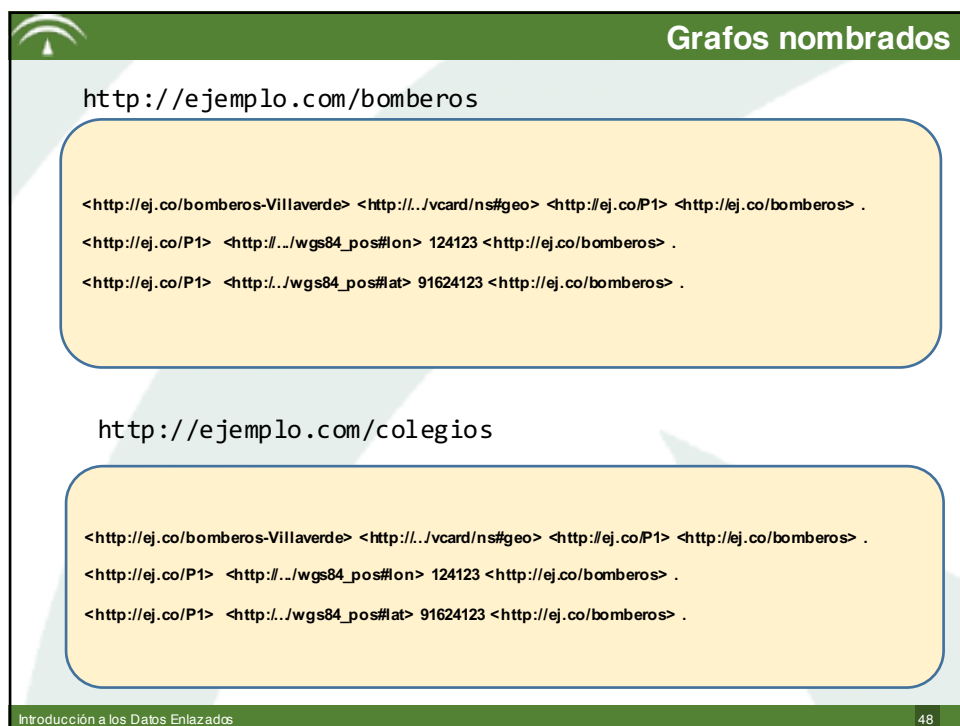 Grafos nombrados
http://ejemplo.com/bomberos
<http://ej.co/bomberos-Villaverde> <http://.../vcard/ns#geo> <http://ej.co/P1> <http://ej.co/bomberos> .
<http://ej.co/P1> <http://.../wgs84_pos#lon> 124123 <http://ej.co/bomberos> .
<http://ej.co/P1> <http:/.../wgs84_pos#lat> 91624123 <http://ej.co/bomberos> .
http://ejemplo.com/colegios
<http://ej.co/bomberos-Villaverde> <http://.../vcard/ns#geo> <http://ej.co/P1> <http://ej.co/bomberos> .
<http://ej.co/P1> <http://.../wgs84_pos#lon> 124123 <http://ej.co/bomberos> .
<http://ej.co/P1> <http:/.../wgs84_pos#lat> 91624123 <http://ej.co/bomberos> .
Introducción a los Datos Enlazados
48